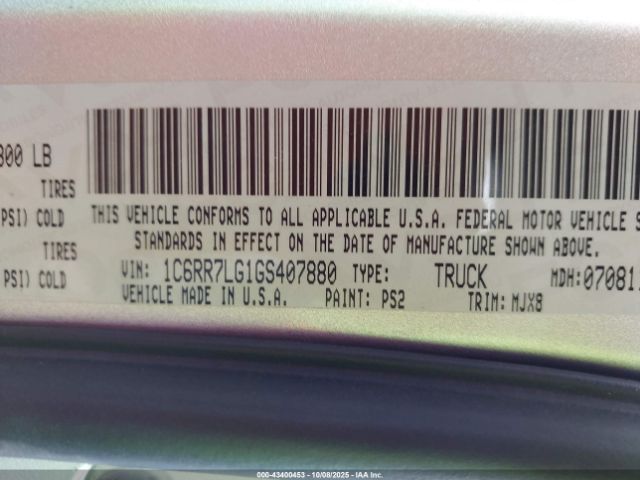 800 LB
TIRES
PSI) COLD
TIRES
PSI) COLD
THIS VEHICLE CONFORMS TO ALL APPLICABLE U.S.A. FEDERAL MOTOR VEHICLE S
STANDARDS IN EFFECT ON THE DATE OF MANUFACTURE SHOWN ABOVE.
VIN: 1C6RR7LG1GS407880 TYPE: TRUCK MDH:07081
VEHICLE MADE IN U.S.A. PAINT: PS2 TRIM: MJX8
000-43400453 - 10/08/2025 - IAA Inc.